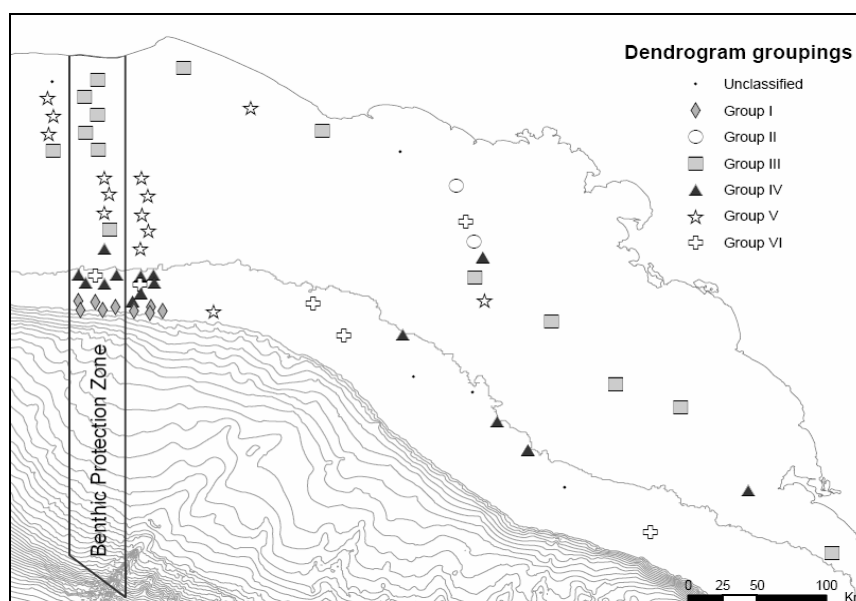 Dendrogram groupings
Unclassified
Group I
Group II
Group III
Group IV
Group V
Group VI
Benthic Protection Zone
0 25 50 100